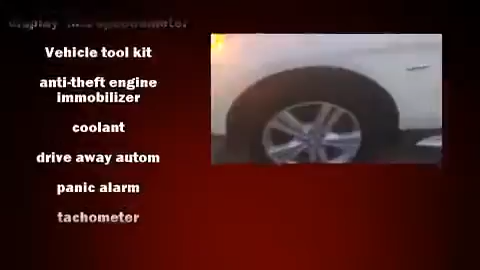 Vehicle tool kit
anti-theft engine
immobilizer
coolant
drive away autom
panic alarm
tachometer